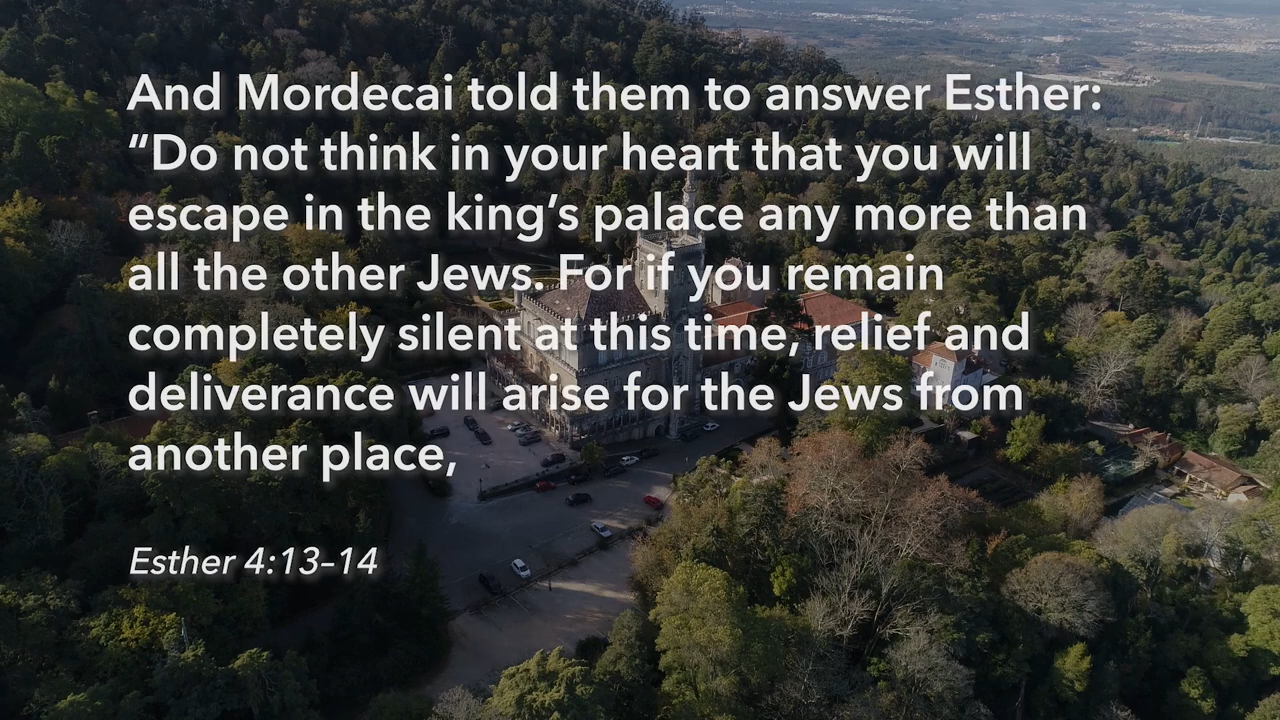 And Mordecai told them to answer Esther:
“Do not think in your heart that you will
escape in the king’s palace any more than
all the other Jews. For if you remain
completely silent at this time, relief and
deliverance will arise for the Jews from
another place,
Esther 4:13–14